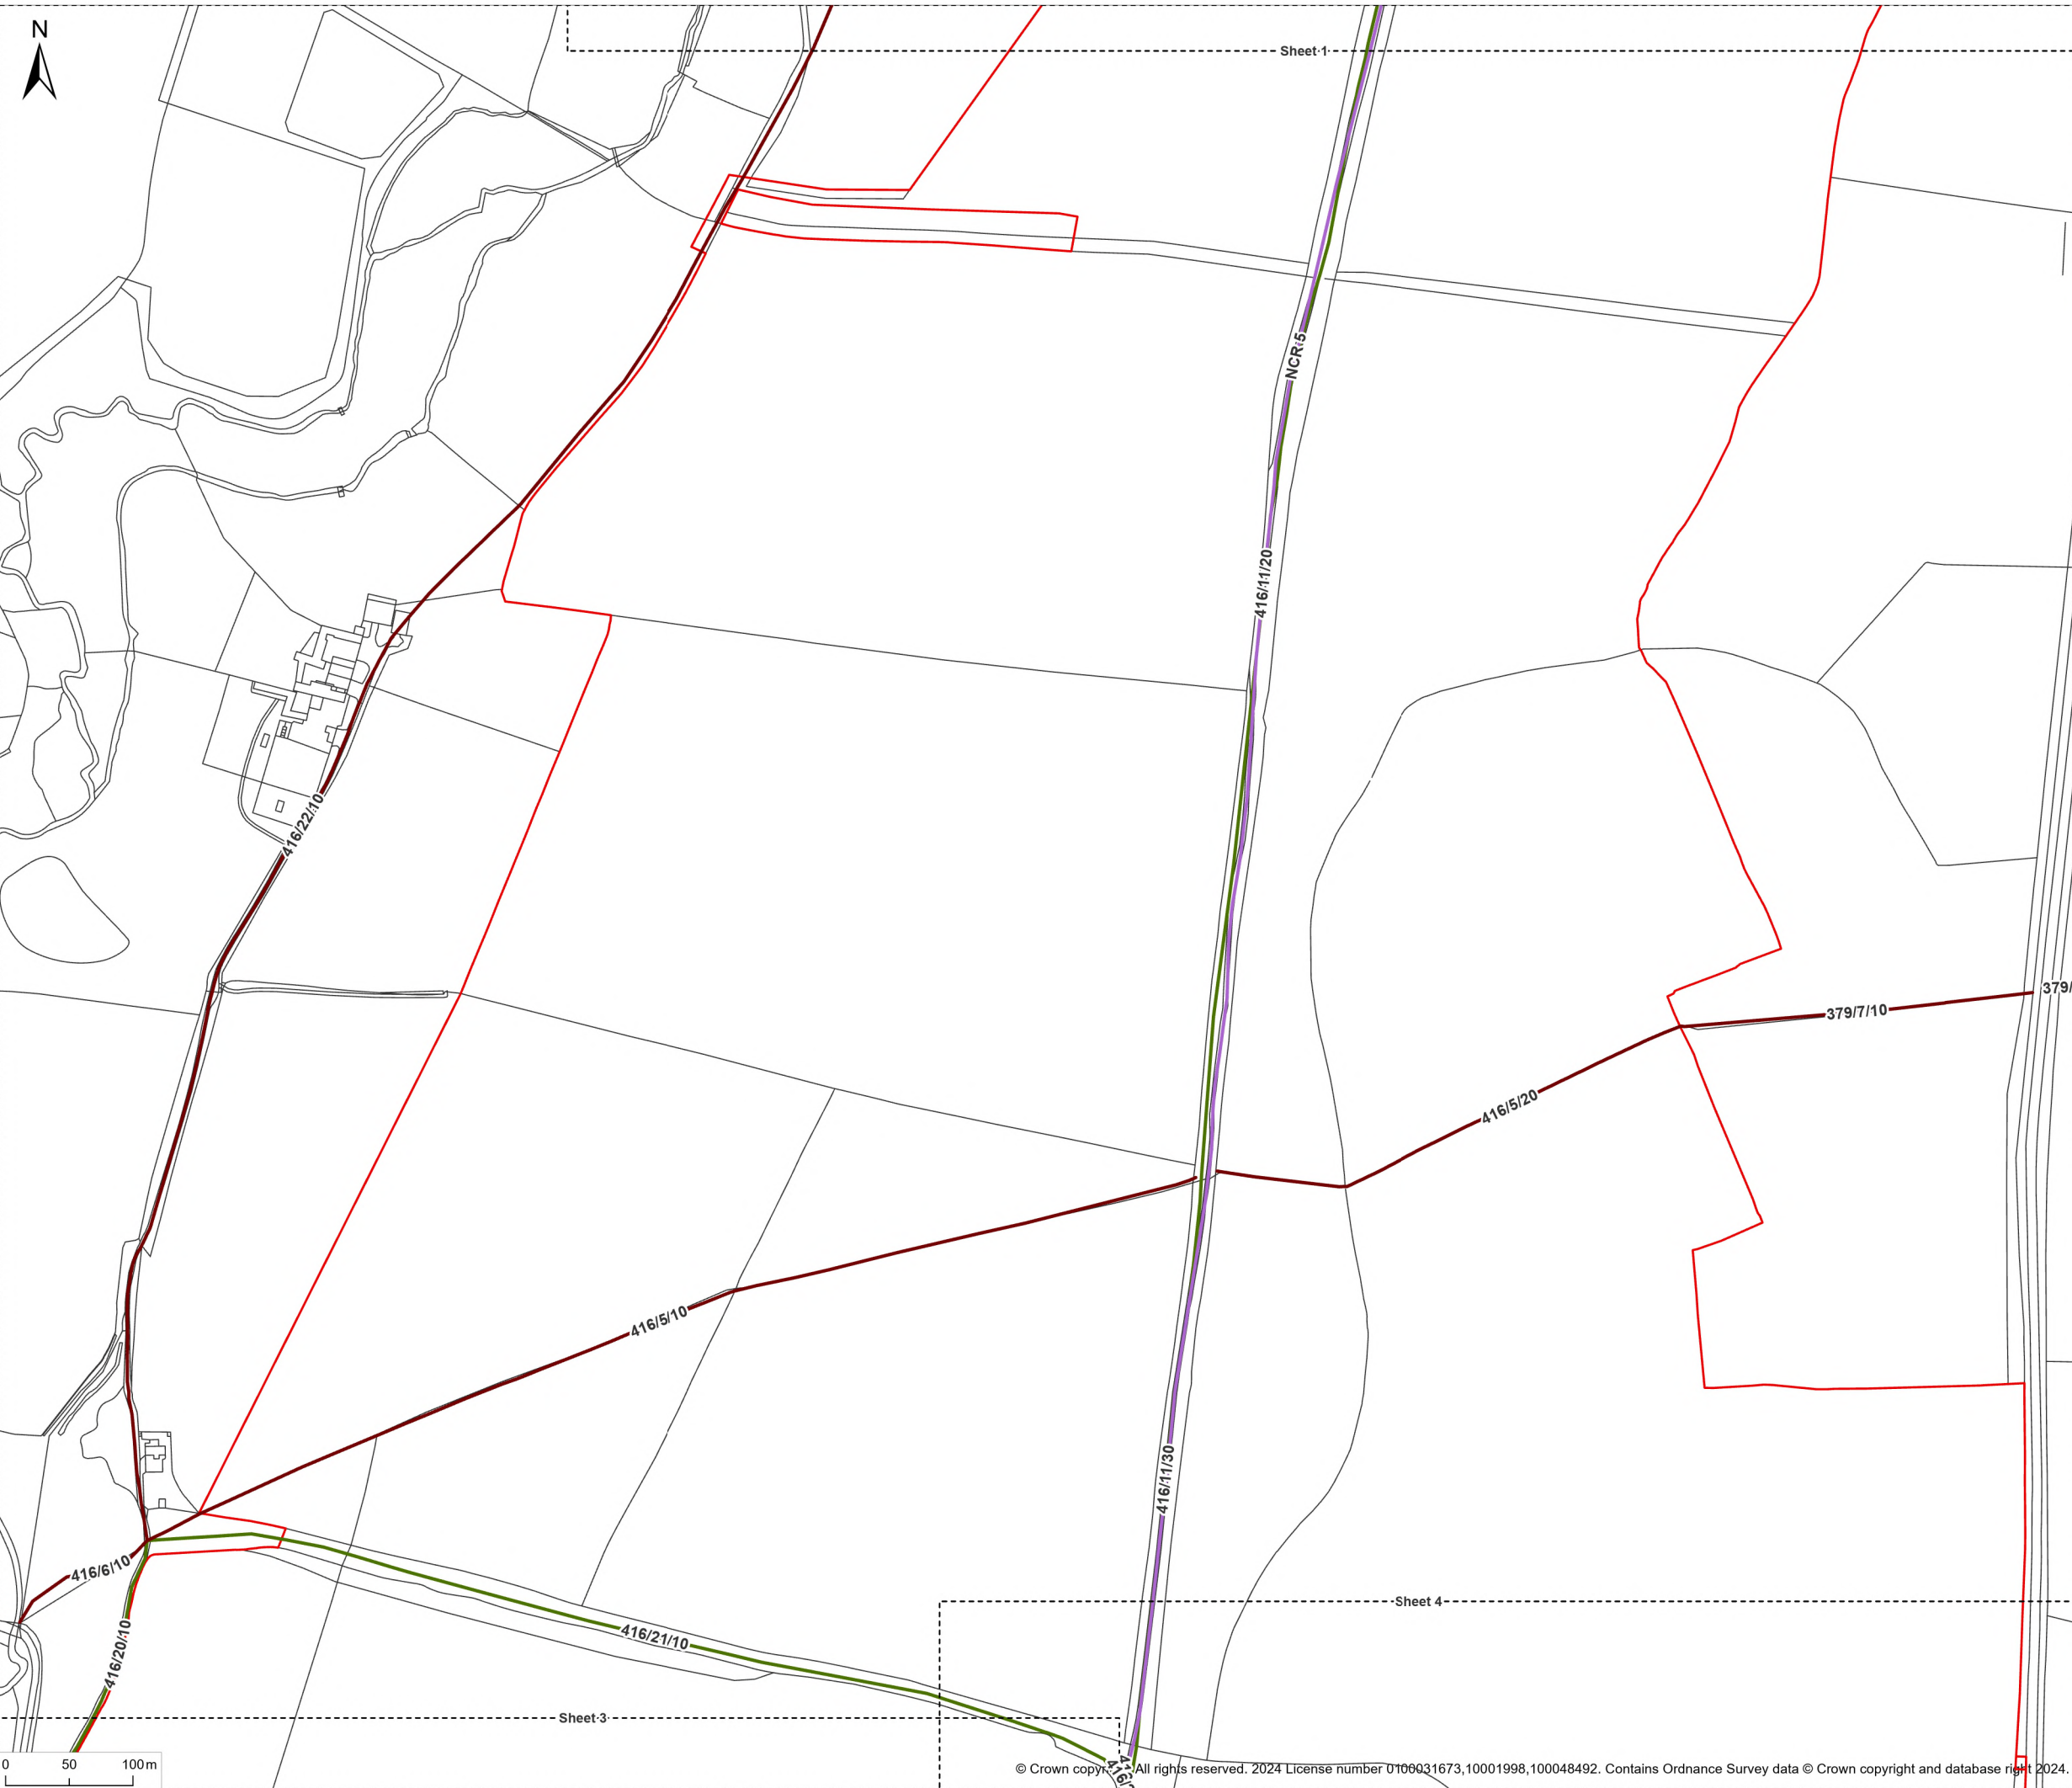 N
Sheet 1
NCR 5
416/11/20
416/22/10
379/
379/7/10
416/5/20
416/5/10
416/11/30
416/6/10
Sheet 4
416/20/10
416/21/10
Sheet 3
0 50 100 m
© Crown All rights reserved. 2024 License number 0100031673,10001998,100048492. Contains Ordnance Survey data © Crown copyright and database right 2024.